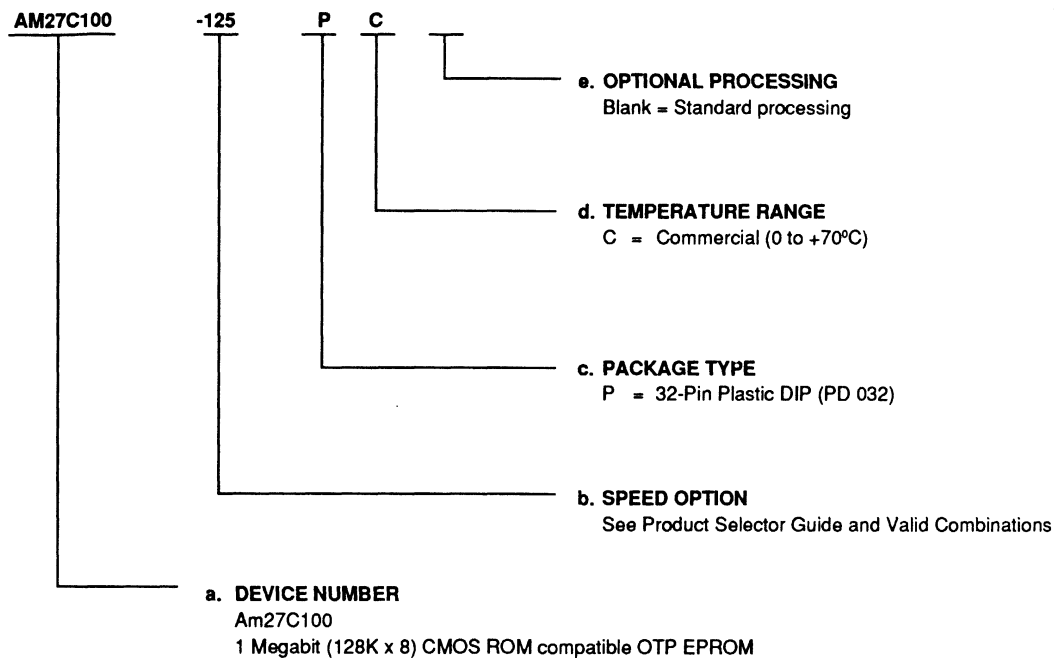 AM27C100 -125 P C
e. OPTIONAL PROCESSING
Blank = Standard processing
d. TEMPERATURE RANGE
C = Commercial (0 to +70ºC)
c. PACKAGE TYPE
P = 32-Pin Plastic DIP (PD 032)
b. SPEED OPTION
See Product Selector Guide and Valid Combinations
a. DEVICE NUMBER
Am27C100
1 Megabit (128K x 8) CMOS ROM compatible OTP EPROM